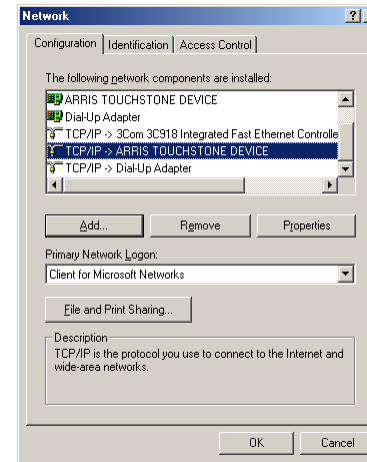 Network
?
Configuration Identification Access Control
The following network components are installed:
ARRIS TOUCHSTONE DEVICE
Dial-Up Adapter
TCP/IP -> 3Com 3C918 Integrated Fast Ethernet Controlle
TCP/IP -> ARRIS TOUCHSTONE DEVICE
TCP/IP -> Dial-Up Adapter
Add... Remove Properties
Primary Network Logon:
Client for Microsoft Networks
File and Print Sharing...
Description
TCP/IP is the protocol you use to connect to the Internet and
wide-area networks.
OK Cancel